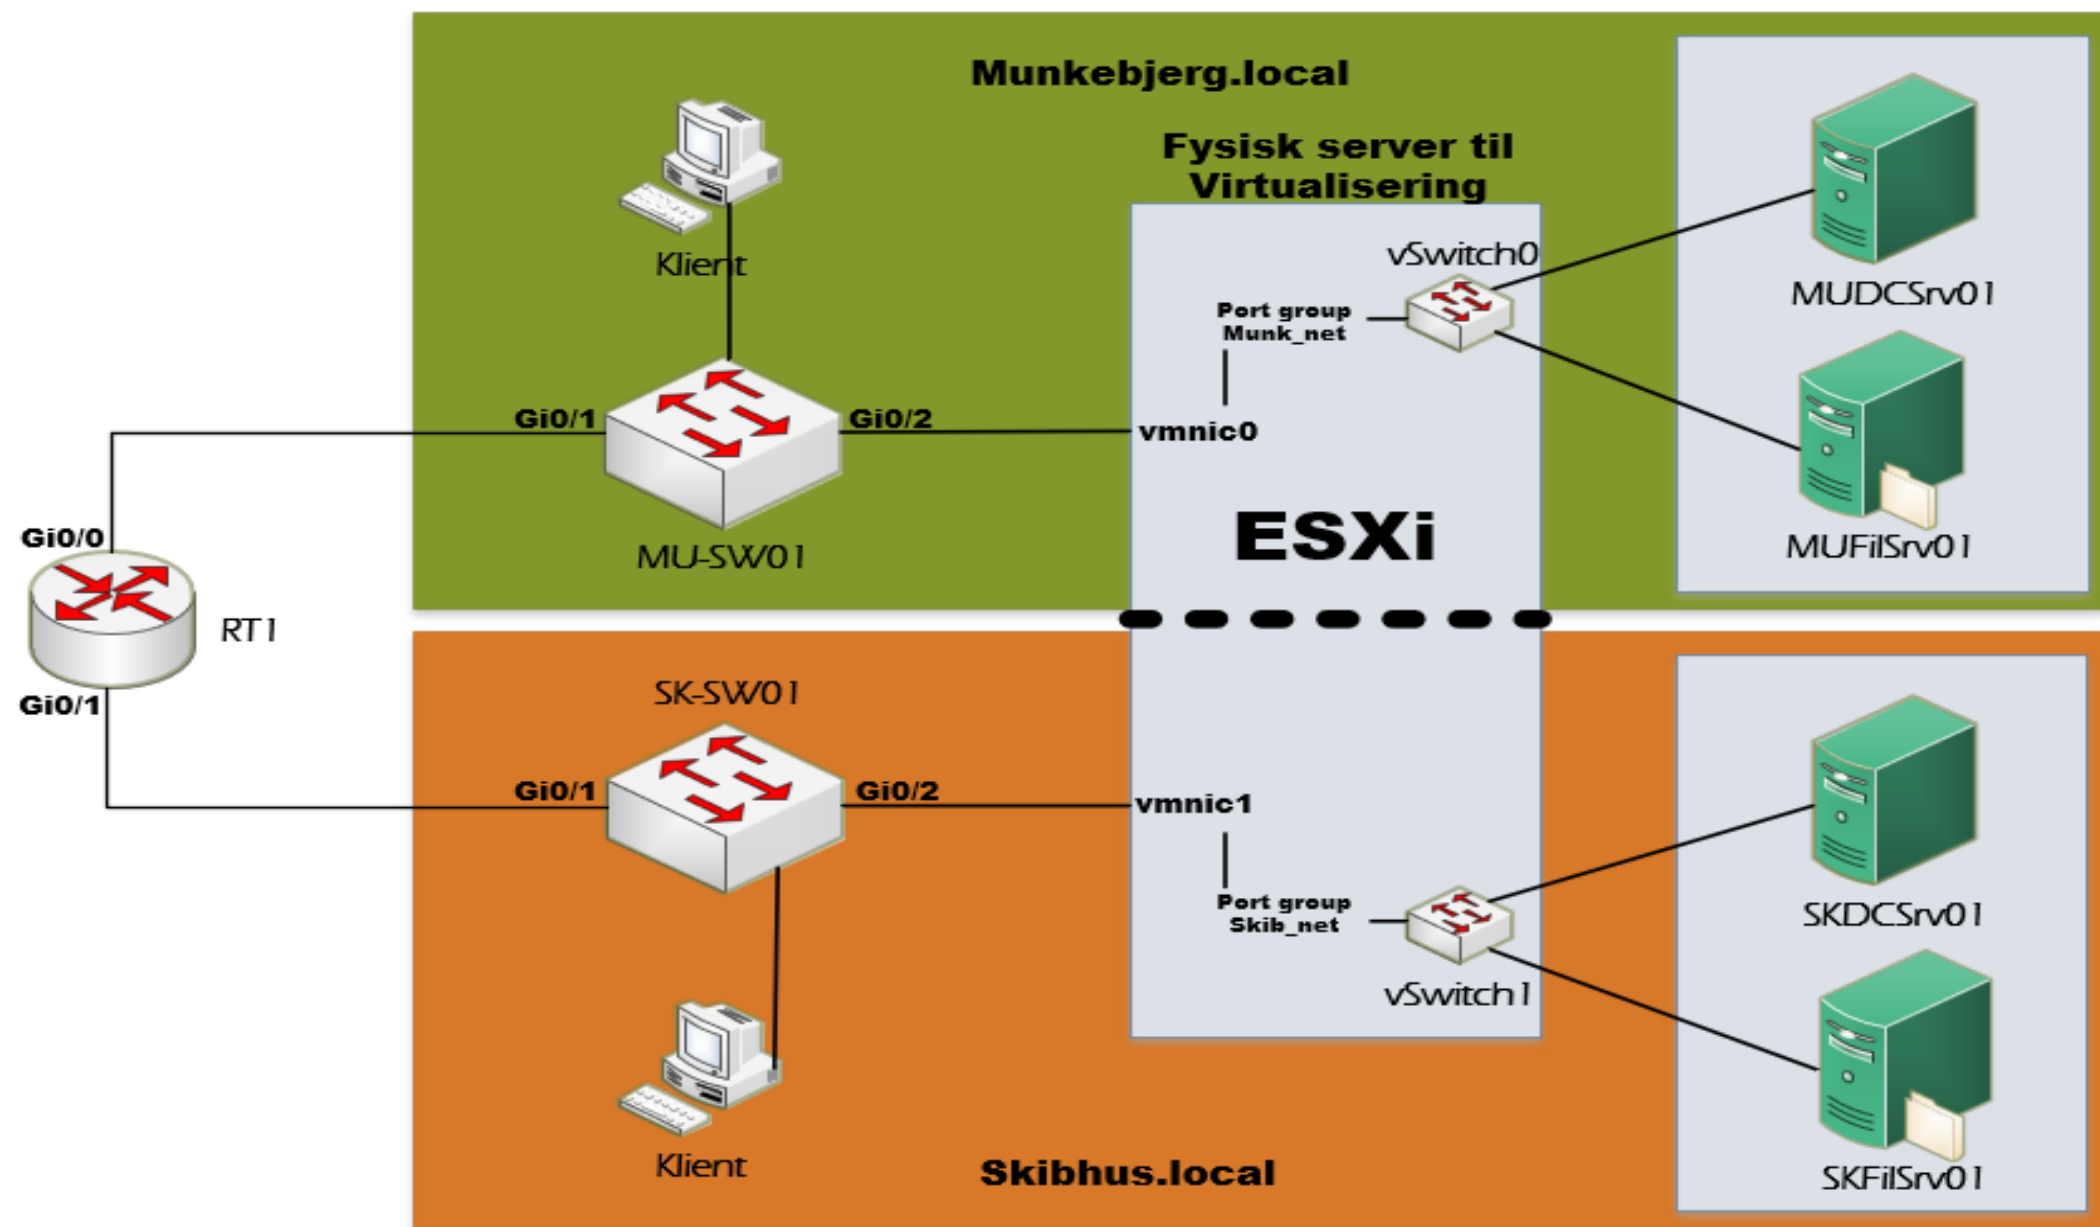 Munkebjerg.local
Fysisk server til
Virtualisering
Klient
vSwitch0
Port group
Munk_net
MUDCSrv01
Gi0/1
Gi0/2
vmnic0
MU-SW01
ESXi
MUFilSrv01
Gi0/0
RT1
Gi0/1
SK-SW01
Gi0/1
Gi0/2
vmnic1
Port group
Skib_net
vSwitch1
SKDCSrv01
Klient
Skibhus.local
SKFilSrv01